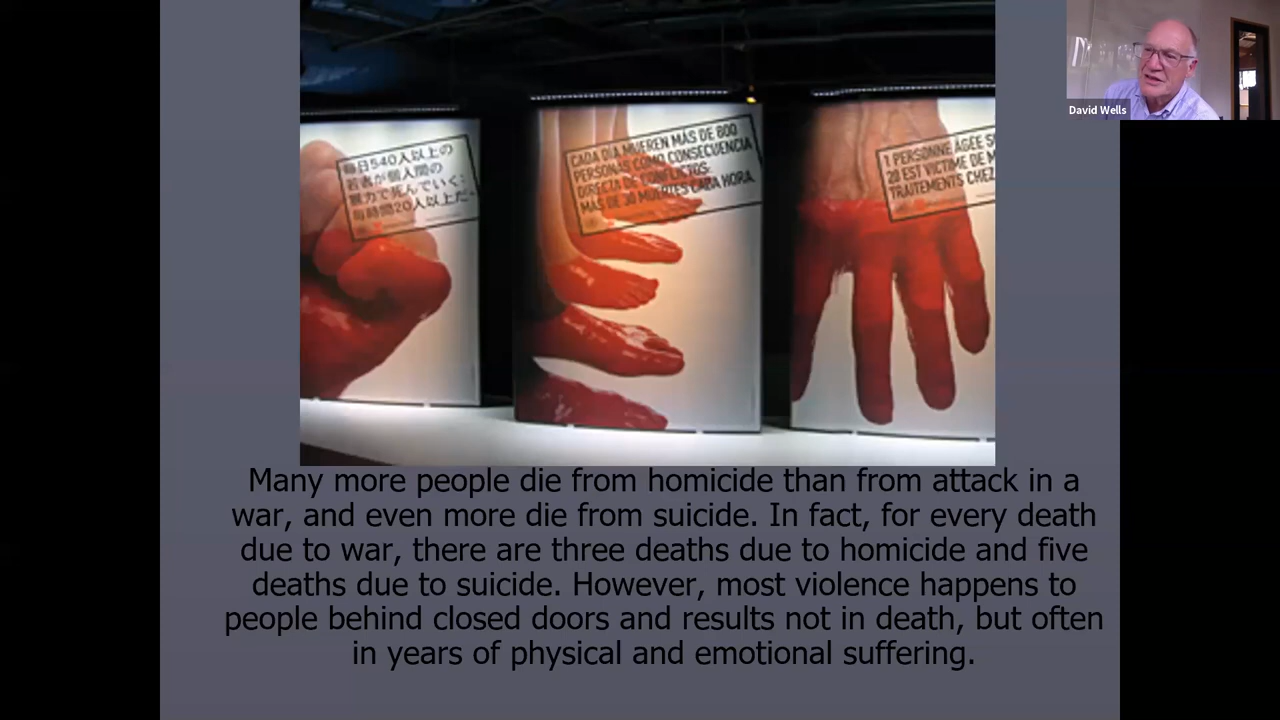 David Wells
毎日540人以上の
若者が個人間の
暴力で死んでいく:
毎時間20人以上だ
CADA DÍA MUEREN MÁS DE 800
PERSONAS COMO CONSECUENCIA
DIRECTA DE CONFLICTOS:
MÁS DE 30 MUERTES CADA HORA.
1 PERSONNE ÂGÉE S
20 EST VICTIME DE M
TRAITEMENTS CHEZ
Many more people die from homicide than from attack in a
war, and even more die from suicide. In fact, for every death
due to war, there are three deaths due to homicide and five
deaths due to suicide. However, most violence happens to
people behind closed doors and results not in death, but often
in years of physical and emotional suffering.